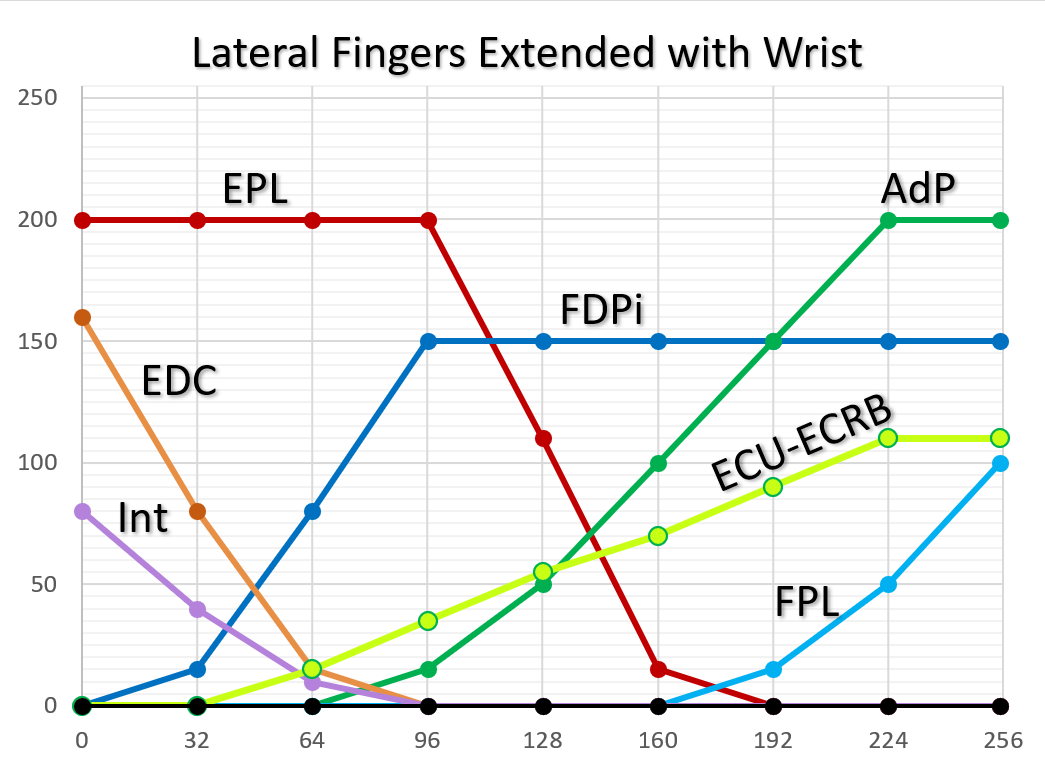 Lateral Fingers Extended with Wrist
250
EPL
AdP
200
FDPi
150
EDC
ECU-ECRB
100
Int
FPL
50
0
0 32 64 96 128 160 192 224 256